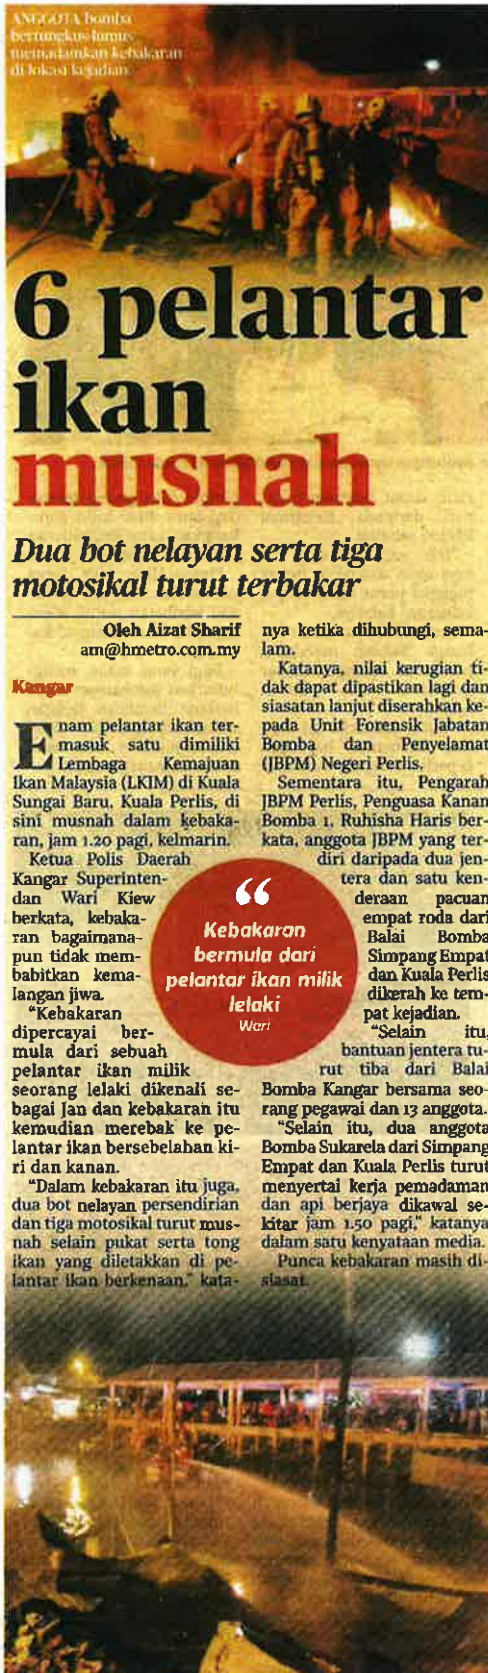 ANGGOTA bomba
bertungkus-lumus
memadamkan kebakaran
di lokasi kejadian.
6 pelantar
ikan
musnah
Dua bot nelayan serta tiga
motosikal turut terbakar
Oleh Aizat Sharif
am@hmetro.com.my
Kangar
Enam pelantar ikan ter-
masuk satu dimiliki
Lembaga Kemajuan
Ikan Malaysia (LKIM) di Kuala
Sungai Baru, Kuala Perlis, di
sini musnah dalam kebaka-
ran, jam 1.20 pagi, kelmarin.
Ketua Polis Daerah
Kangar Superinten-
dan Wari Kiew
berkata, kebaka-
ran bagaimana-
pun tidak mem-
babitkan kema-
langan jiwa.
"Kebakaran
dipercayai ber-
mula dari sebuah
pelantar ikan milik
seorang lelaki dikenali se-
bagai Jan dan kebakaran itu
kemudian merebak ke pe-
lantar ikan bersebelahan ki-
ri dan kanan.
"Dalam kebakaran itu juga,
dua bot nelayan persendirian
dan tiga motosikal turut mus-
nah selain pukat serta tong
ikan yang diletakkan di pe-
lantar ikan berkenaan," kata-
nya ketika dihubungi, sema-
lam.
Katanya, nilai kerugian ti-
dak dapat dipastikan lagi dan
siasatan lanjut diserahkan ke-
pada Unit Forensik Jabatan
Bomba dan Penyelamat
(JBPM) Negeri Perlis.
Sementara itu, Pengarah
JBPM Perlis, Penguasa Kanan
Bomba 1, Ruhisha Haris ber-
kata, anggota JBPM yang ter-
diri daripada dua jen-
tera dan satu ken-
deraan pacuan
empat roda dari
Balai Bomba
Simpang Empat
dan Kuala Perlis
dikerah ke tem-
pat kejadian.
"Selain itu,
bantuan jentera tu-
rut tiba dari Balai
Bomba Kangar bersama seo-
rang pegawai dan 13 anggota.
"Selain itu, dua anggota
Bomba Sukarela dari Simpang
Empat dan Kuala Perlis turut
menyertai kerja pemadaman
dan api berjaya dikawal se-
kitar jam 1.50 pagi," katanya
dalam satu kenyataan media.
Punca kebakaran masih di-
siasat.
“
Kebakaran
bermula dari
pelantar ikan milik
lelaki
Wari